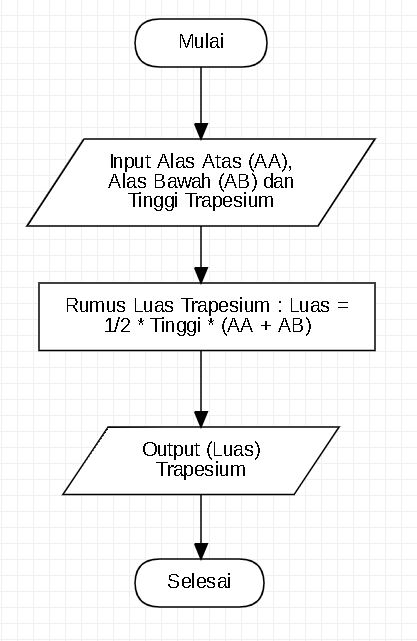 Mulai
Input Alas Atas (AA),
Alas Bawah (AB) dan
Tinggi Trapesium
Rumus Luas Trapesium : Luas =
1/2 * Tinggi * (AA + AB)
Output (Luas)
Trapesium
Selesai